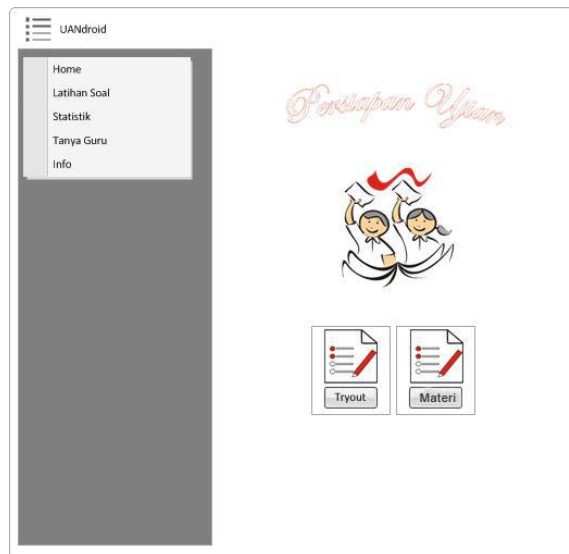 UANdroid
Home
Latihan Soal
Statistik
Tanya Guru
Info
Persiapan Ujian
Tryout
Materi